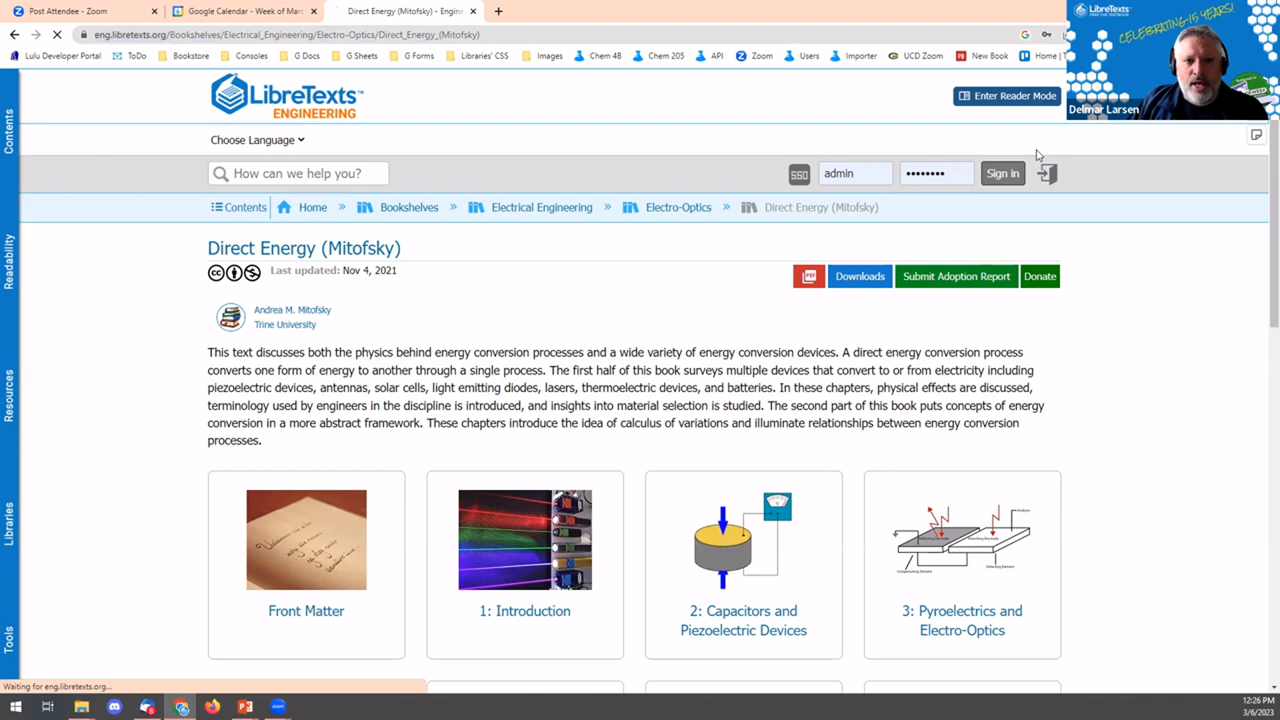 Post Attendee - Zoom
Google Calendar - Week of Marc
Direct Energy (Mitofsky) - Engine
eng.libretexts.org/Bookshelves/Electrical_Engineering/Electro-Optics/Direct_Energy_(Mitofsky)
Lulu Developer Portal ToDo Bookstore Consoles G Docs G Sheets G Forms Libraries' CSS Images Chem 4B Chem 205 API Zoom Users Importer UCD Zoom New Book Home | T
LibreTexts
FREE THE TEXTBOOK
CELEBRATING 15 YEARS!
Delmar Larsen
LibreTexts™
ENGINEERING
Enter Reader Mode
Choose Language
How can we help you?
SSO admin •••••••• Sign in
Contents Home » Bookshelves » Electrical Engineering » Electro-Optics » Direct Energy (Mitofsky)
Direct Energy (Mitofsky)
Last updated: Nov 4, 2021
PDF Downloads Submit Adoption Report Donate
Andrea M. Mitofsky
Trine University
This text discusses both the physics behind energy conversion processes and a wide variety of energy conversion devices. A direct energy conversion process
converts one form of energy to another through a single process. The first half of this book surveys multiple devices that convert to or from electricity including
piezoelectric devices, antennas, solar cells, light emitting diodes, lasers, thermoelectric devices, and batteries. In these chapters, physical effects are discussed,
terminology used by engineers in the discipline is introduced, and insights into material selection is studied. The second part of this book puts concepts of energy
conversion in a more abstract framework. These chapters introduce the idea of calculus of variations and illuminate relationships between energy conversion
processes.
Front Matter
1: Introduction
2: Capacitors and
Piezoelectric Devices
3: Pyroelectrics and
Electro-Optics
Contents
Readability
Resources
Libraries
Tools
Waiting for eng.libretexts.org...
12:26 PM
3/6/2023